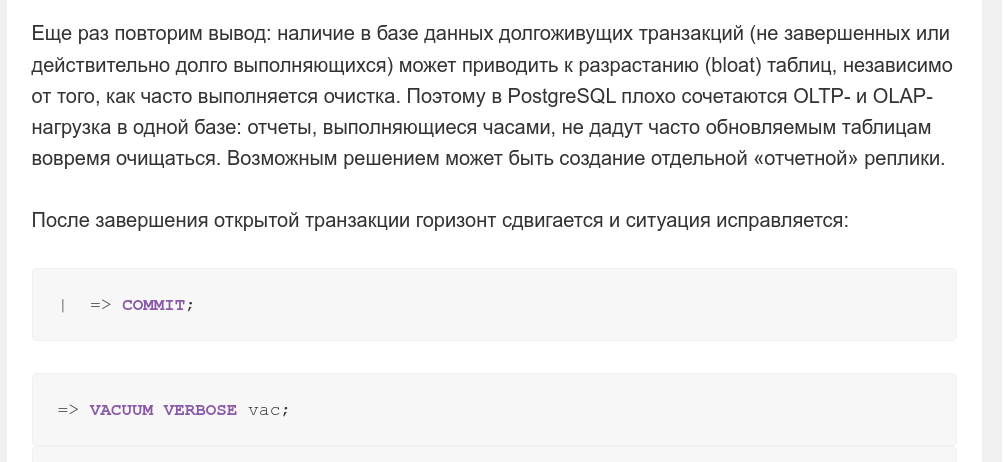 Еще раз повторим вывод: наличие в базе данных долгоживущих транзакций (не завершенных или
действительно долго выполняющихся) может приводить к разрастанию (bloat) таблиц, независимо
от того, как часто выполняется очистка. Поэтому в PostgreSQL плохо сочетаются OLTP- и OLAP-
нагрузка в одной базе: отчеты, выполняющиеся часами, не дадут часто обновляемым таблицам
вовремя очищаться. Возможным решением может быть создание отдельной «отчетной» реплики.
После завершения открытой транзакции горизонт сдвигается и ситуация исправляется:
|  => COMMIT;
=> VACUUM VERBOSE vac;